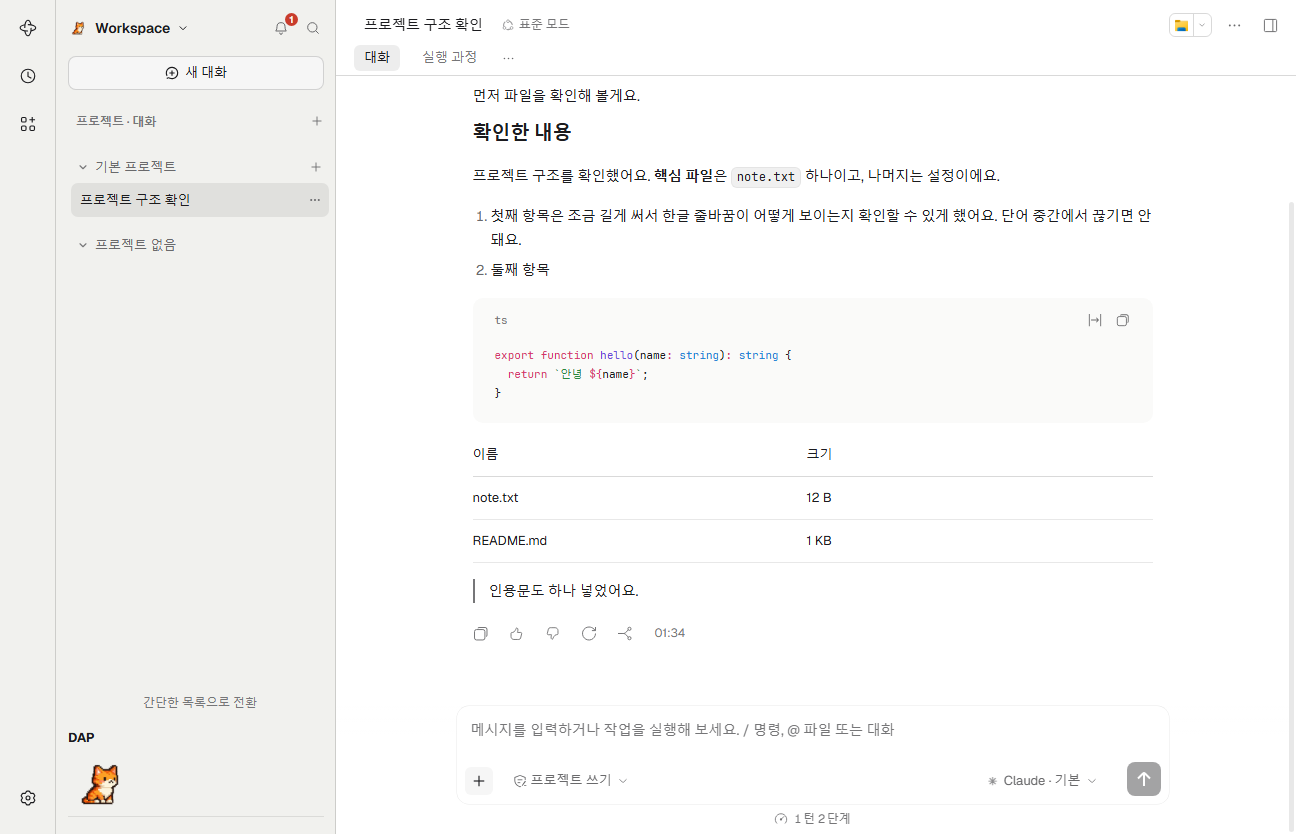 Workspace
1
새 대화
프로젝트 · 대화
기본 프로젝트
프로젝트 구조 확인
프로젝트 없음
간단한 목록으로 전환
DAP
프로젝트 구조 확인
표준 모드
대화
실행 과정
먼저 파일을 확인해 볼게요.
확인한 내용
프로젝트 구조를 확인했어요. 핵심 파일은 note.txt 하나이고, 나머지는 설정이에요.
1. 첫째 항목은 조금 길게 써서 한글 줄바꿈이 어떻게 보이는지 확인할 수 있게 했어요. 단어 중간에서 끊기면 안
돼요.
2. 둘째 항목
ts
export function hello(name: string): string {
return `안녕 ${name}`;
}
이름 크기
note.txt 12 B
README.md 1 KB
인용문도 하나 넣었어요.
01:34
메시지를 입력하거나 작업을 실행해 보세요. / 명령, @ 파일 또는 대화
프로젝트 쓰기
Claude · 기본
1 턴 2 단계